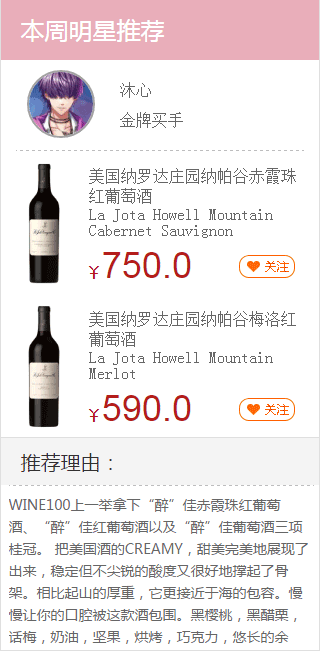 本周明星推荐
沐心
金牌买手
美国纳罗达庄园纳帕谷赤霞珠
红葡萄酒
La Jota Howell Mountain
Cabernet Sauvignon
¥750.0
关注
美国纳罗达庄园纳帕谷梅洛红
葡萄酒
La Jota Howell Mountain
Merlot
¥590.0
关注
推荐理由：
WINE100上一举拿下“醉”佳赤霞珠红葡萄
酒、“醉”佳红葡萄酒以及“醉”佳葡萄酒三项
桂冠。 把美国酒的CREAMY，甜美完美地展现了
出来，稳定但不尖锐的酸度又很好地撑起了骨
架。相比起山的厚重，它更接近于海的包容。慢
慢让你的口腔被这款酒包围。黑樱桃，黑醋栗，
话梅，奶油，坚果，烘烤，巧克力，悠长的余